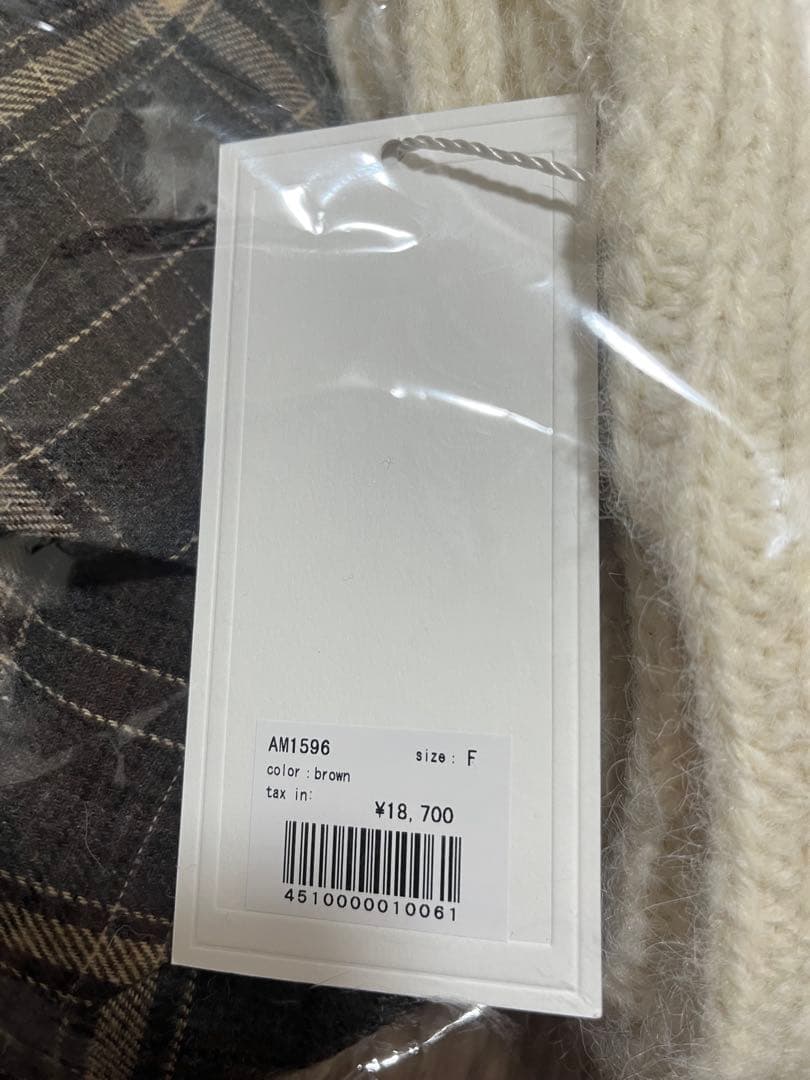 AM1596 size: F
color:brown
tax in:
¥18,700
4510000010061